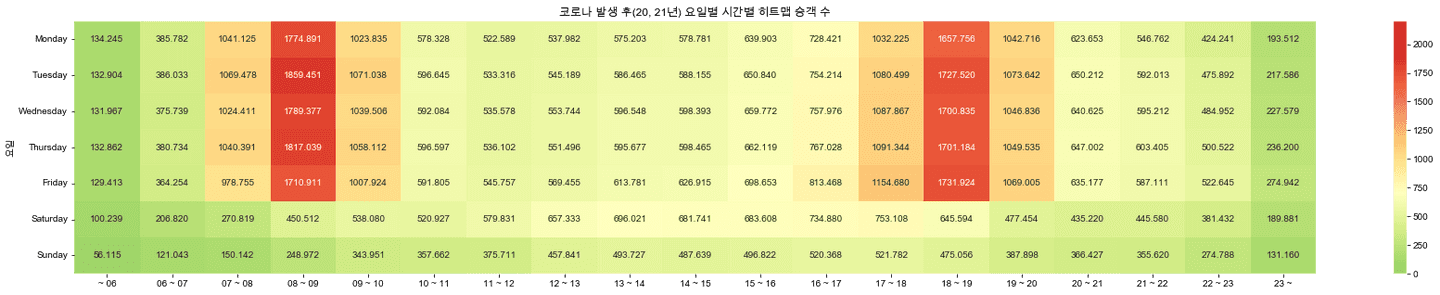 코로나 발생 후(20, 21년) 요일별 시간별 히트맵 승객 수
Monday 134.245 385.782 1041.125 1774.891 1023.835 578.328 522.589 537.982 575.203 578.781 639.903 728.421 1032.225 1657.756 1042.716 623.653 546.762 424.241 193.512
Tuesday 132.904 386.033 1069.478 1859.451 1071.038 596.645 533.316 545.189 586.465 588.155 650.840 754.214 1080.499 1727.520 1073.642 650.212 592.013 475.892 217.586
Wednesday 131.967 375.739 1024.411 1789.377 1039.506 592.084 535.578 553.744 596.548 598.393 659.772 757.976 1087.867 1700.835 1046.836 640.625 595.212 484.952 227.579
Thursday 132.862 380.734 1040.391 1817.039 1058.112 596.597 536.102 551.496 595.677 598.465 662.119 767.028 1091.344 1701.184 1049.535 647.002 603.405 500.522 236.200
Friday 129.413 364.254 978.755 1710.911 1007.924 591.805 545.757 569.455 613.781 626.915 698.653 813.468 1154.680 1731.924 1069.005 635.177 587.111 522.645 274.942
Saturday 100.239 206.820 270.819 450.512 538.080 520.927 579.831 657.333 696.021 681.741 683.608 734.880 753.108 645.594 477.454 435.220 445.580 381.432 189.881
Sunday 56.115 121.043 150.142 248.972 343.951 357.662 375.711 457.841 493.727 487.639 496.822 520.368 521.782 475.056 387.898 366.427 355.620 274.788 131.160
~ 06 06 ~ 07 07 ~ 08 08 ~ 09 09 ~ 10 10 ~ 11 11 ~ 12 12 ~ 13 13 ~ 14 14 ~ 15 15 ~ 16 16 ~ 17 17 ~ 18 18 ~ 19 19 ~ 20 20 ~ 21 21 ~ 22 22 ~ 23 23 ~
요일
2000
1750
1500
1250
1000
750
500
250
0